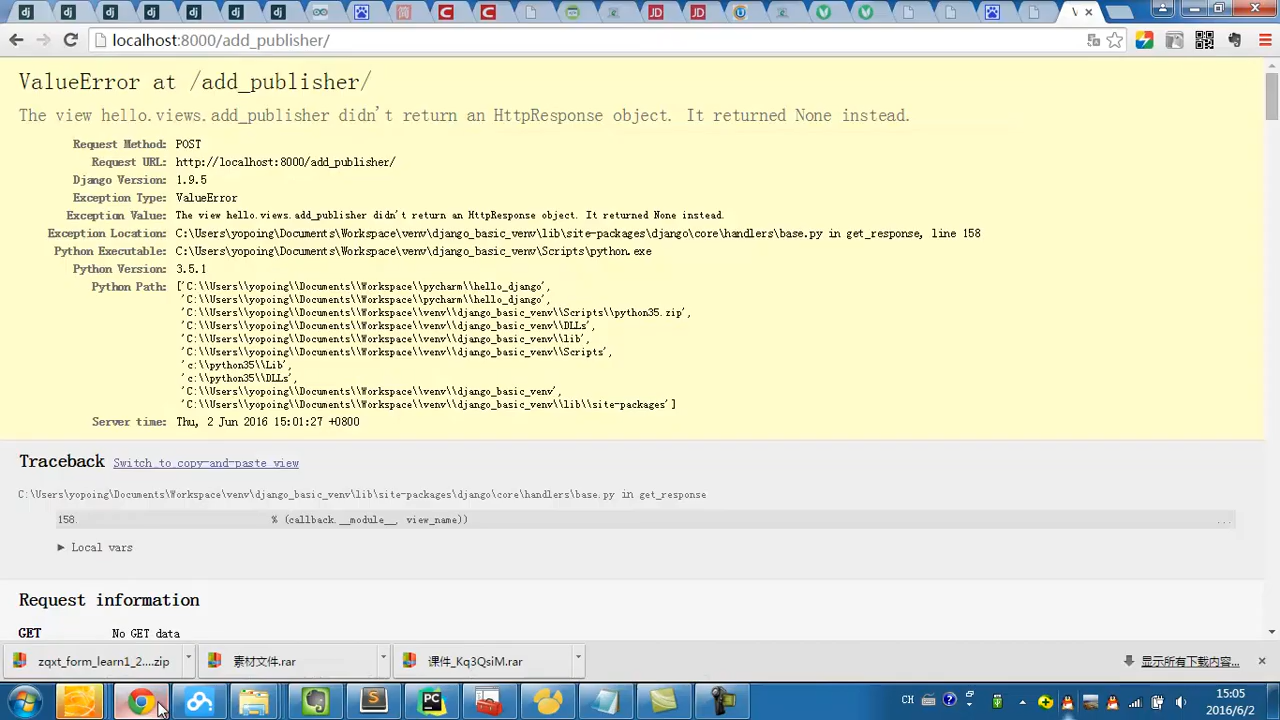 localhost:8000/add_publisher/
ValueError at /add_publisher/
The view hello.views.add_publisher didn't return an HttpResponse object. It returned None instead.
Request Method: POST
Request URL: http://localhost:8000/add_publisher/
Django Version: 1.9.5
Exception Type: ValueError
Exception Value: The view hello.views.add_publisher didn't return an HttpResponse object. It returned None instead.
Exception Location: C:\Users\yopoing\Documents\Workspace\venv\django_basic_venv\lib\site-packages\django\core\handlers\base.py in get_response, line 158
Python Executable: C:\Users\yopoing\Documents\Workspace\venv\django_basic_venv\Scripts\python.exe
Python Version: 3.5.1
Python Path: ['C:\\Users\\yopoing\\Documents\\Workspace\\pycharm\\hello_django',
'C:\\Users\\yopoing\\Documents\\Workspace\\pycharm\\hello_django',
'C:\\Users\\yopoing\\Documents\\Workspace\\venv\\django_basic_venv\\Scripts\\python35.zip',
'C:\\Users\\yopoing\\Documents\\Workspace\\venv\\django_basic_venv\\DLLs',
'C:\\Users\\yopoing\\Documents\\Workspace\\venv\\django_basic_venv\\lib',
'C:\\Users\\yopoing\\Documents\\Workspace\\venv\\django_basic_venv\\Scripts',
'c:\\python35\\Lib',
'c:\\python35\\DLLs',
'C:\\Users\\yopoing\\Documents\\Workspace\\venv\\django_basic_venv',
'C:\\Users\\yopoing\\Documents\\Workspace\\venv\\django_basic_venv\\lib\\site-packages']
Server time: Thu, 2 Jun 2016 15:01:27 +0800
Traceback Switch to copy-and-paste view
C:\Users\yopoing\Documents\Workspace\venv\django_basic_venv\lib\site-packages\django\core\handlers\base.py in get_response
158. % (callback.__module__, view_name)) ...
▶ Local vars
Request information
GET No GET data
zqxt_form_learn1_2....zip 素材文件.rar 课件_Kq3QsiM.rar 显示所有下载内容...
CH 15:05
2016/6/2